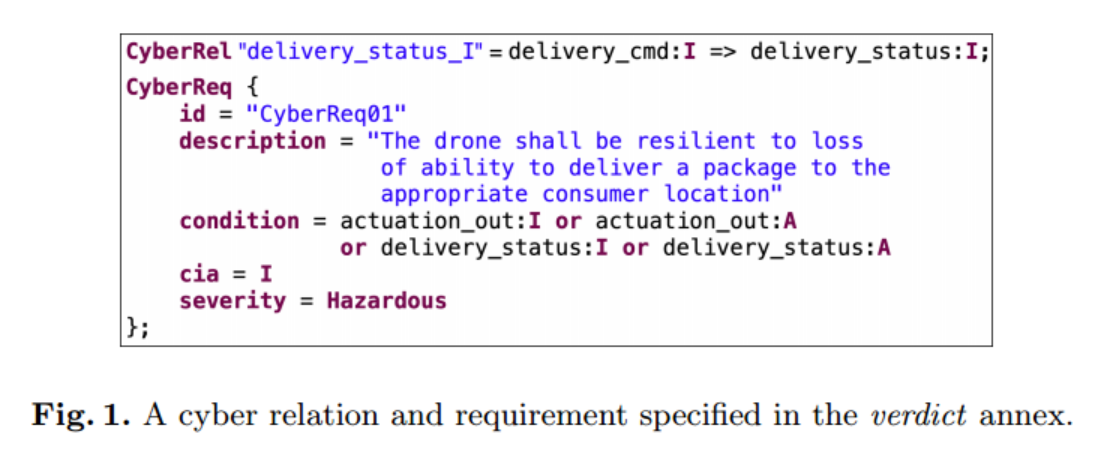 CyberRel "delivery_status_I" = delivery_cmd:I => delivery_status:I;
CyberReq {
id = "CyberReq01"
description = "The drone shall be resilient to loss
of ability to deliver a package to the
appropriate consumer location"
condition = actuation_out:I or actuation_out:A
or delivery_status:I or delivery_status:A
cia = I
severity = Hazardous
};
Fig. 1. A cyber relation and requirement specified in the verdict annex.